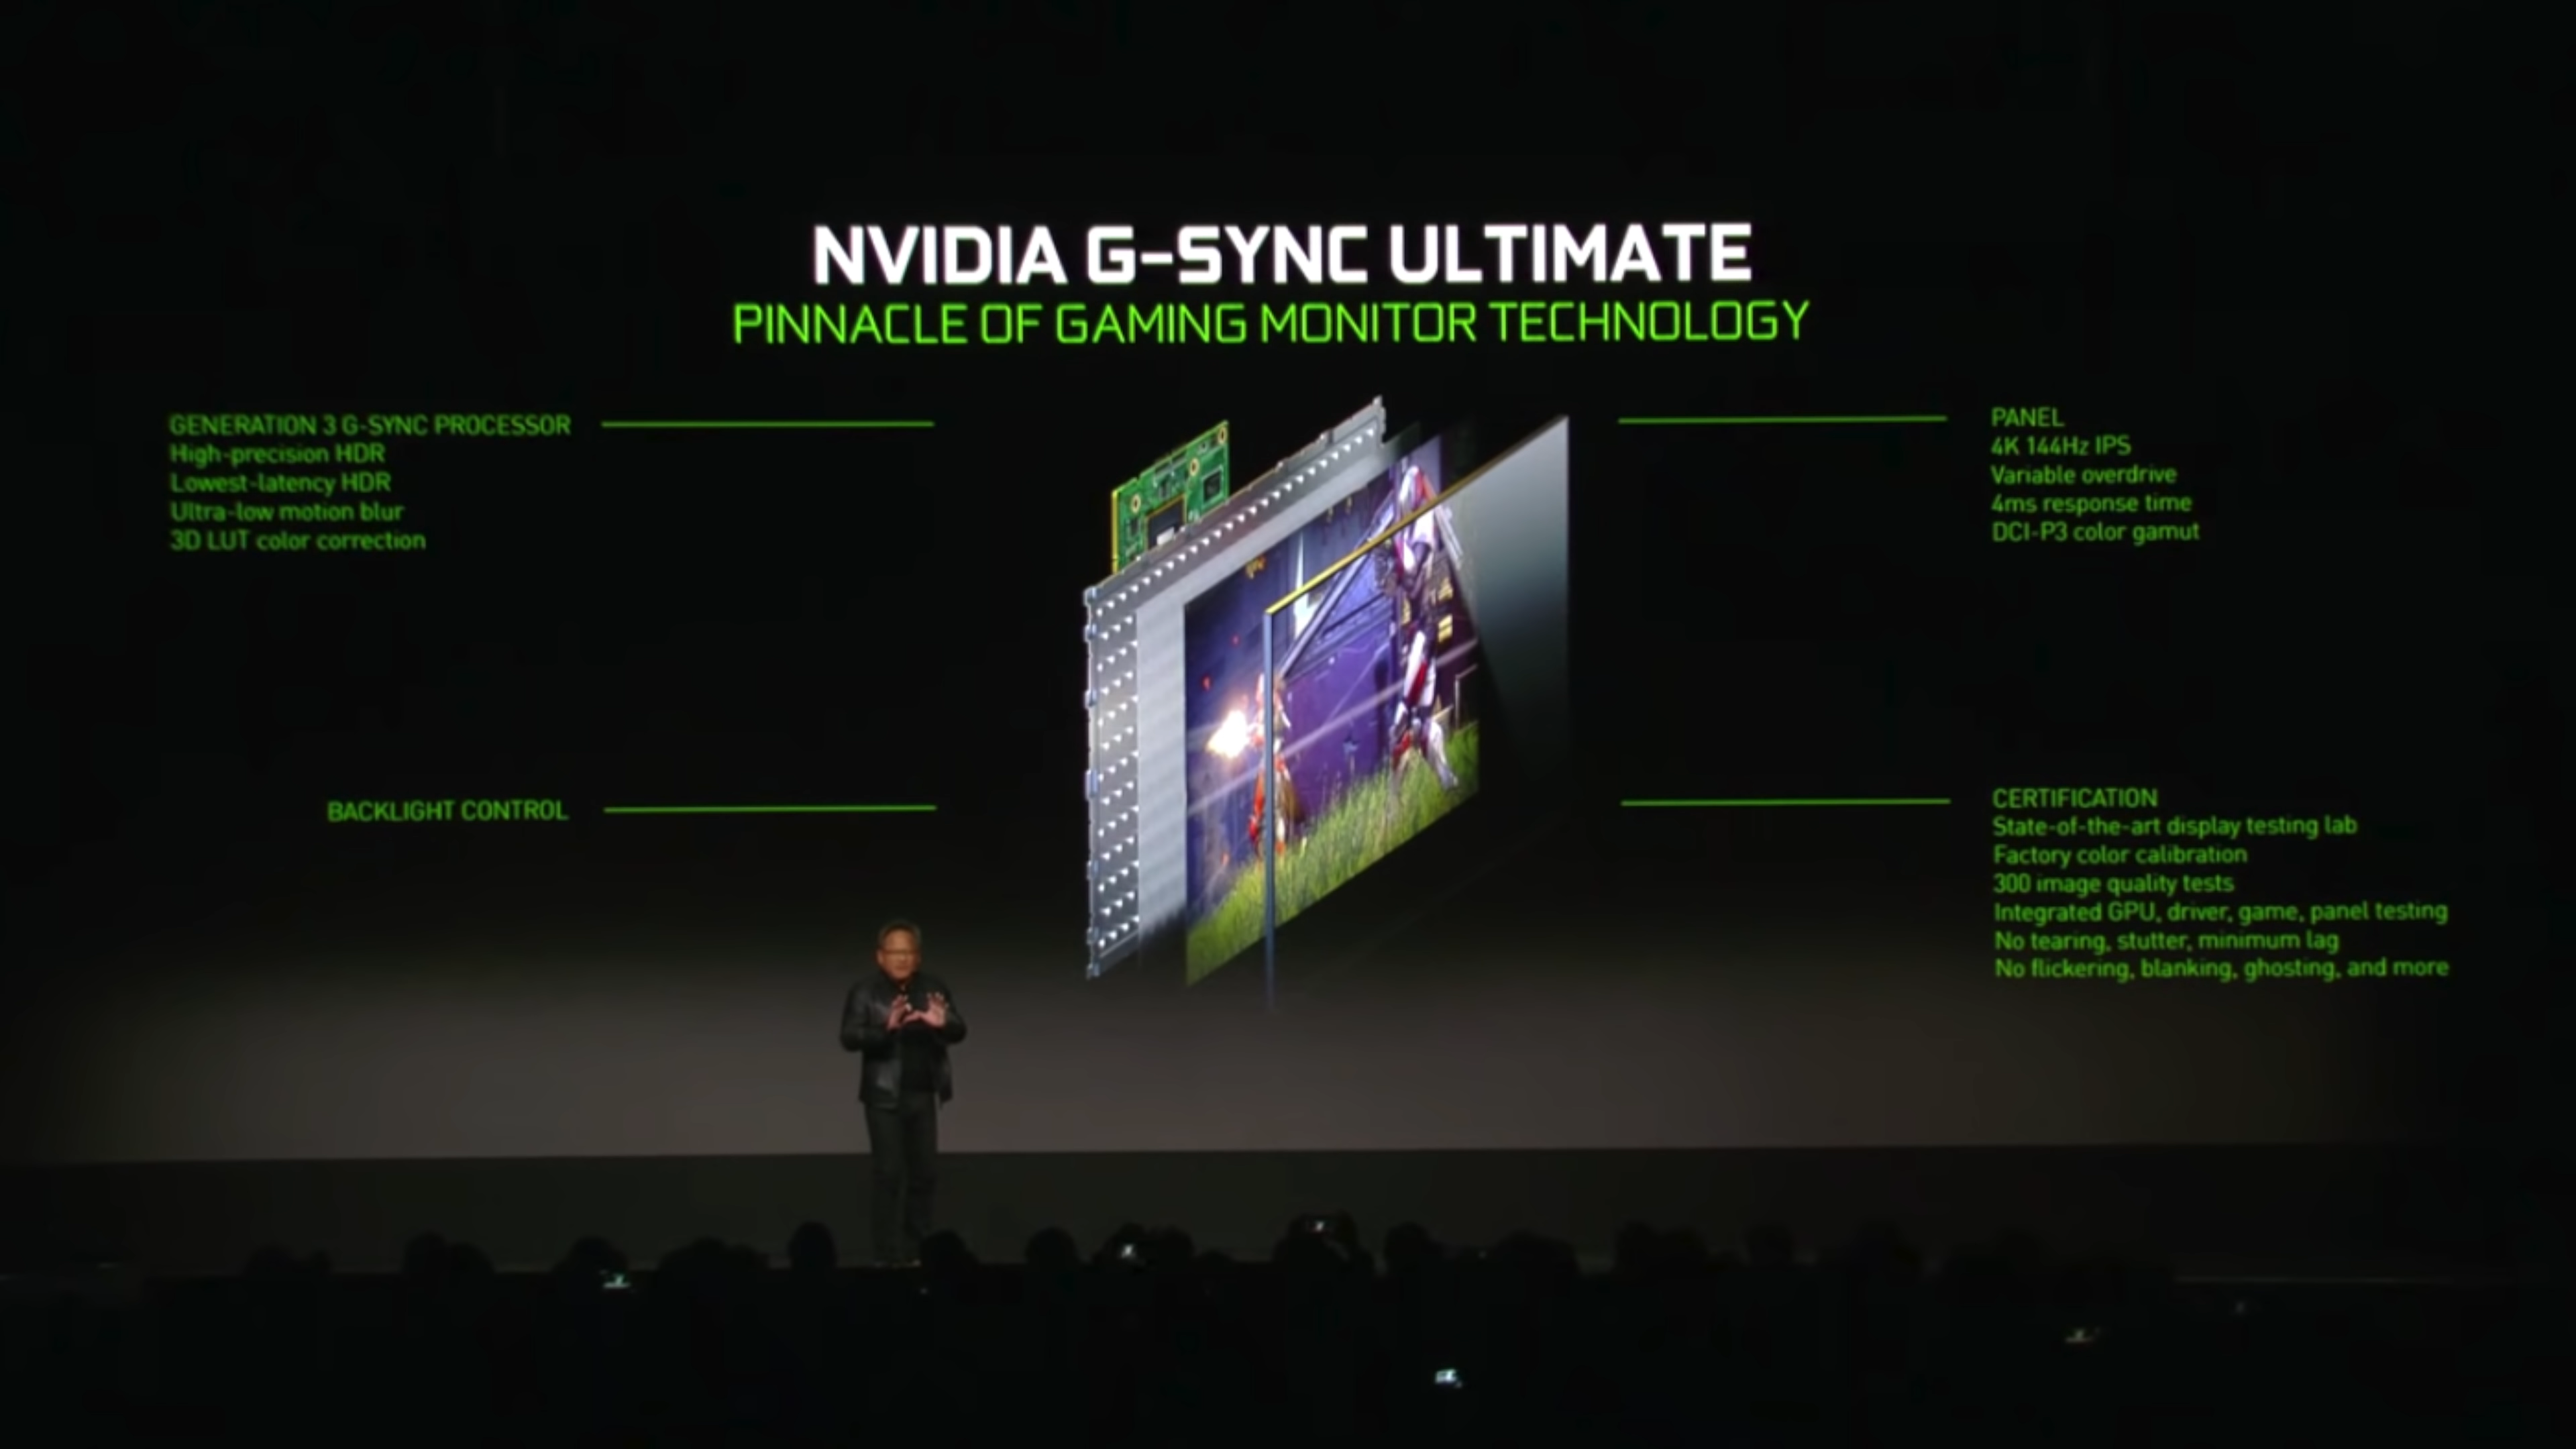 NVIDIA G-SYNC ULTIMATE
PINNACLE OF GAMING MONITOR TECHNOLOGY
GENERATION 3 G-SYNC PROCESSOR
High-precision HDR
Lowest-latency HDR
Ultra-low motion blur
3D LUT color correction
BACKLIGHT CONTROL
PANEL
4K 144Hz IPS
Variable overdrive
4ms response time
DCI-P3 color gamut
CERTIFICATION
State-of-the-art display testing lab
Factory color calibration
300 image quality tests
Integrated GPU, driver, game, panel testing
No tearing, stutter, minimum lag
No flickering, blanking, ghosting, and more